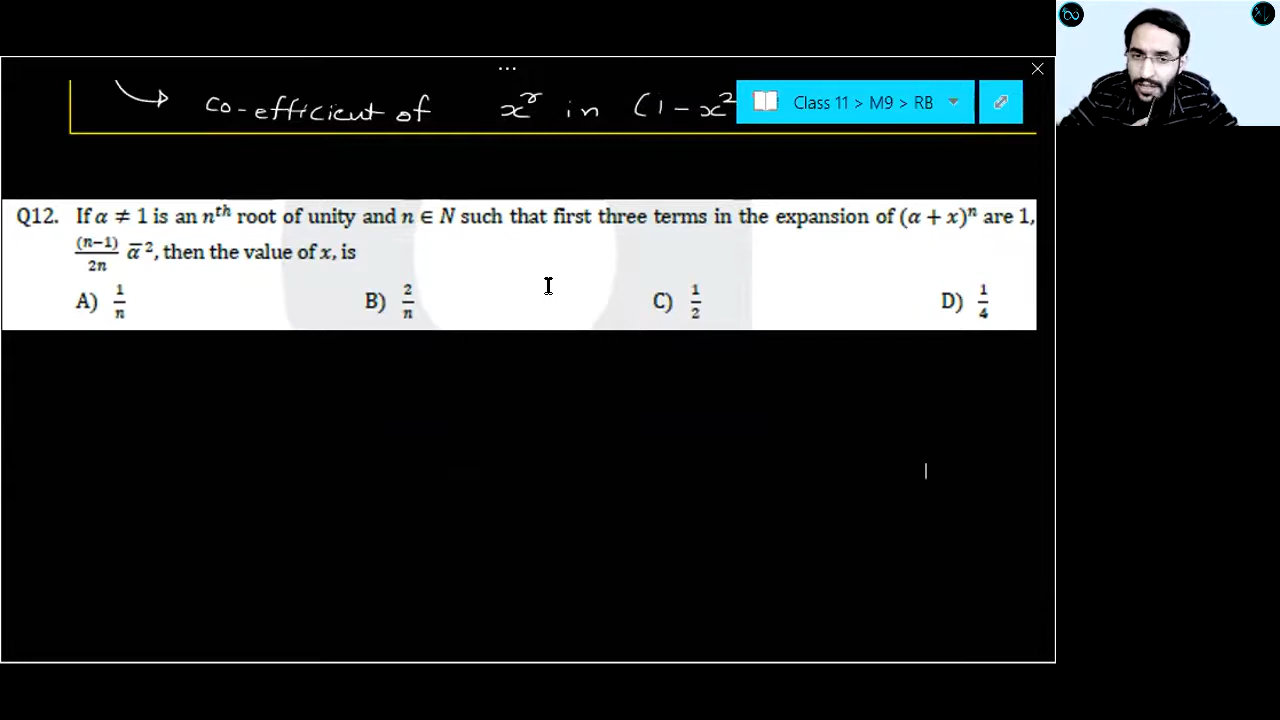 co-efficient of x^r in (1 - x^2
Class 11 > M9 > RB
Q12. If α ≠ 1 is an n^th root of unity and n ∈ N such that first three terms in the expansion of (α + x)^n are 1,
(n−1)/2n ᾱ^2, then the value of x, is
A) 1/n B) 2/n C) 1/2 D) 1/4